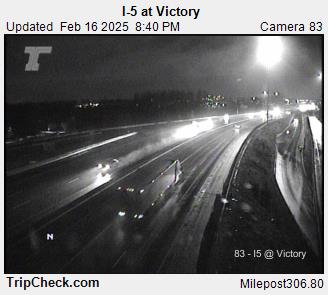 I-5 at Victory
Updated  Feb 16 2025  8:40 PM
Camera 83
T
N
83 - I5 @ Victory
TripCheck.com
Milepost306.80